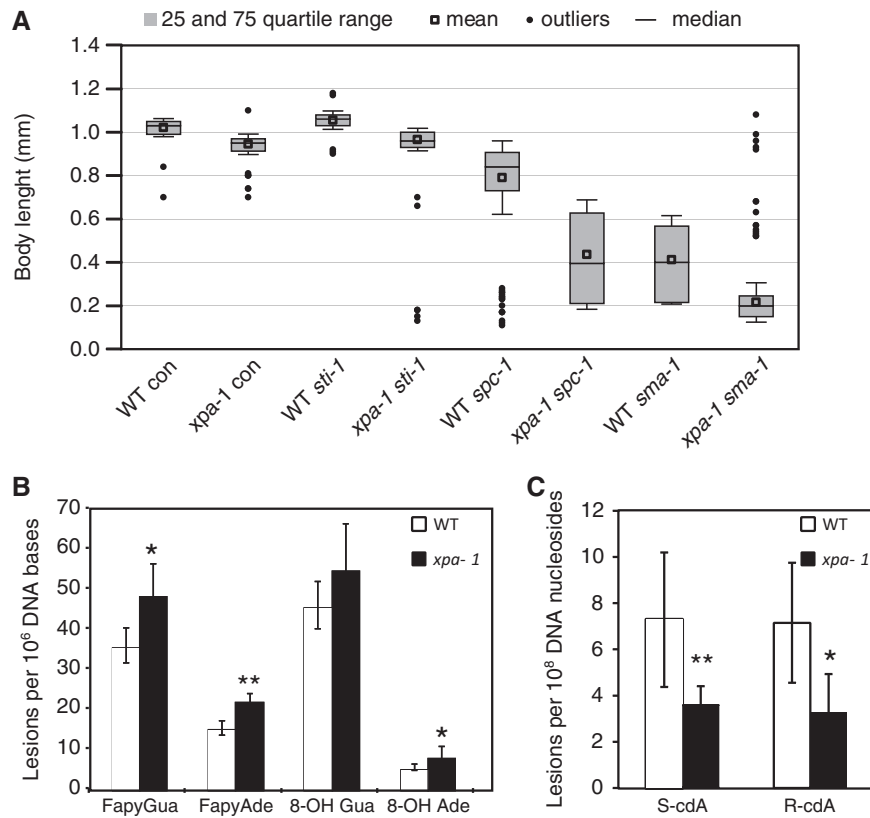 A
25 and 75 quartile range mean outliers median
Body lenght (mm)
1.4
1.2
1.0
0.8
0.6
0.4
0.2
0.0
WT con
xpa-1 con
WT sti-1
xpa-1 sti-1
WT spc-1
xpa-1 spc-1
WT sma-1
xpa-1 sma-1
B
Lesions per 10⁶ DNA bases
70
60
50
40
30
20
10
0
WT
xpa- 1
*
**
*
FapyGua FapyAde 8-OH Gua 8-OH Ade
C
Lesions per 10⁸ DNA nucleosides
12
10
8
6
4
2
0
WT
xpa- 1
**
*
S-cdA R-cdA